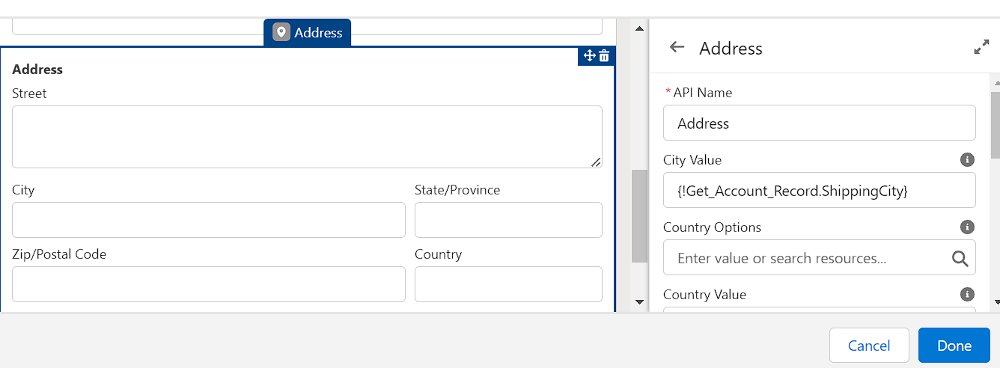 Address
Address
Street
City
State/Province
Zip/Postal Code
Country
Address
*API Name
Address
City Value
{!Get_Account_Record.ShippingCity}
Country Options
Enter value or search resources...
Country Value
Cancel
Done